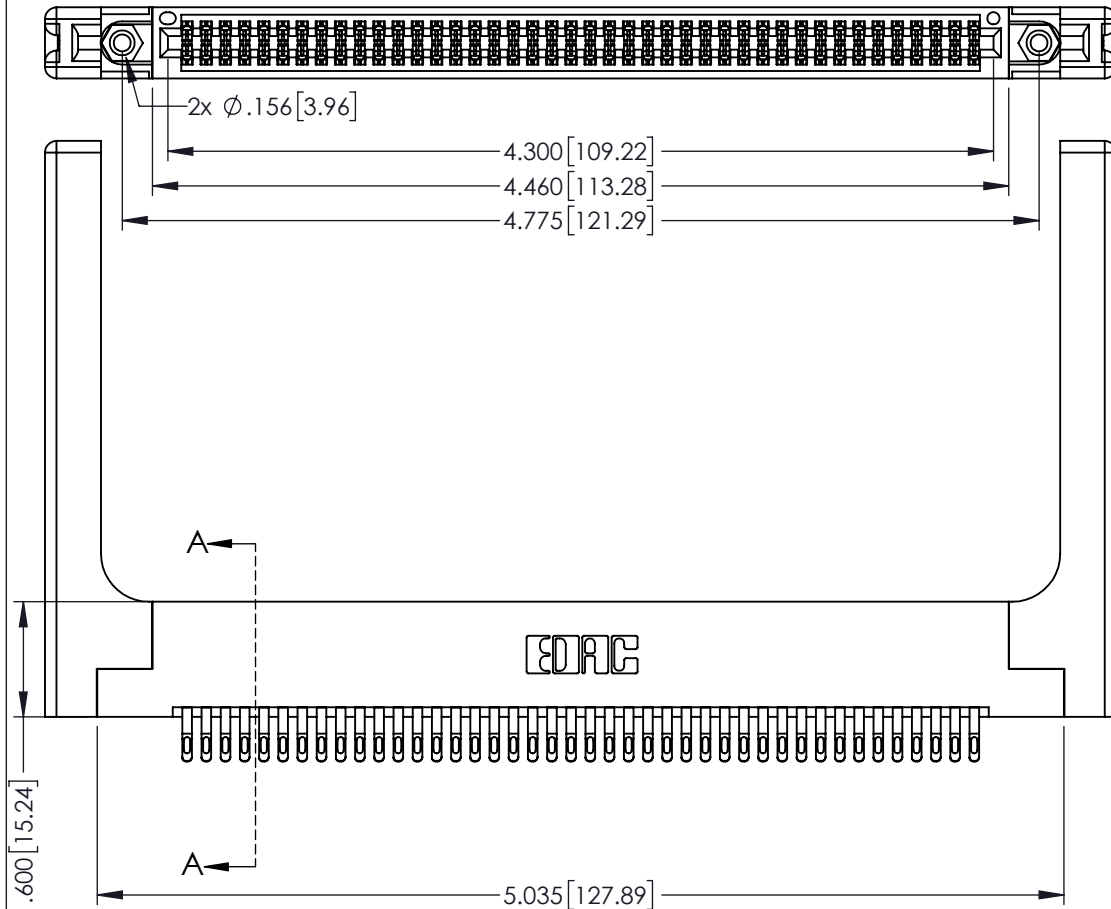 2x ∅.156[3.96]
4.300[109.22]
4.460[113.28]
4.775[121.29]
A
EDAC
.600[15.24]
A
5.035[127.89]